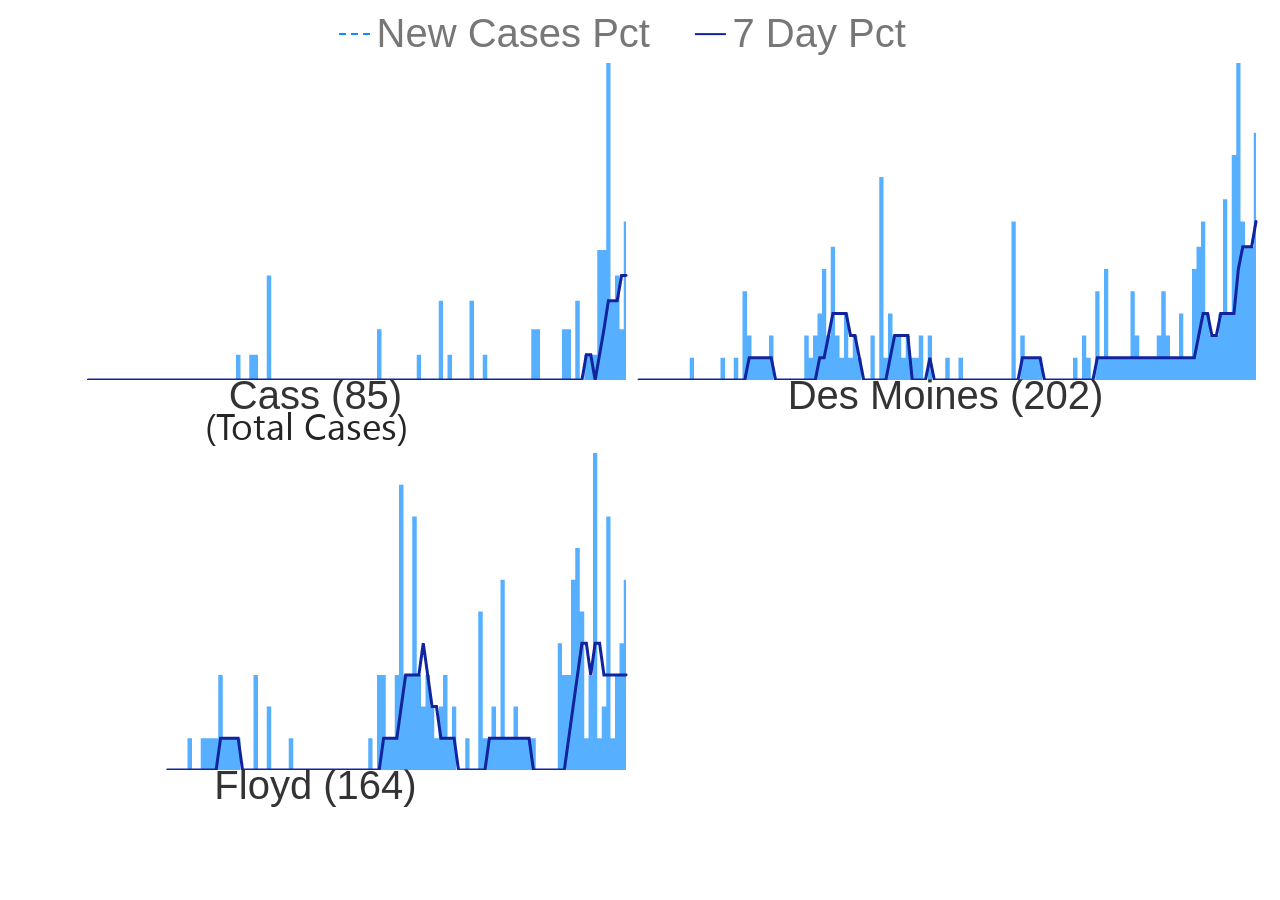 New Cases Pct 7 Day Pct
Cass (85) Des Moines (202)
(Total Cases)
Floyd (164)